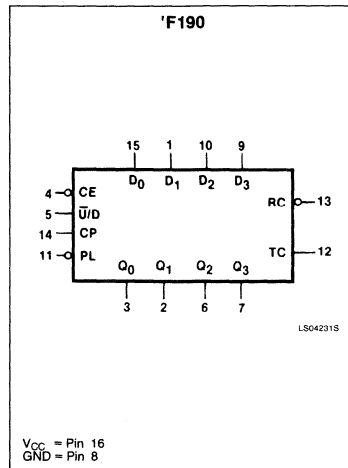 'F190
15 1 10 9
D0 D1 D2 D3
4 CE
5 U̅/D
14 CP
11 PL
RC 13
TC 12
Q0 Q1 Q2 Q3
3 2 6 7
LS04231S
VCC = Pin 16
GND = Pin 8